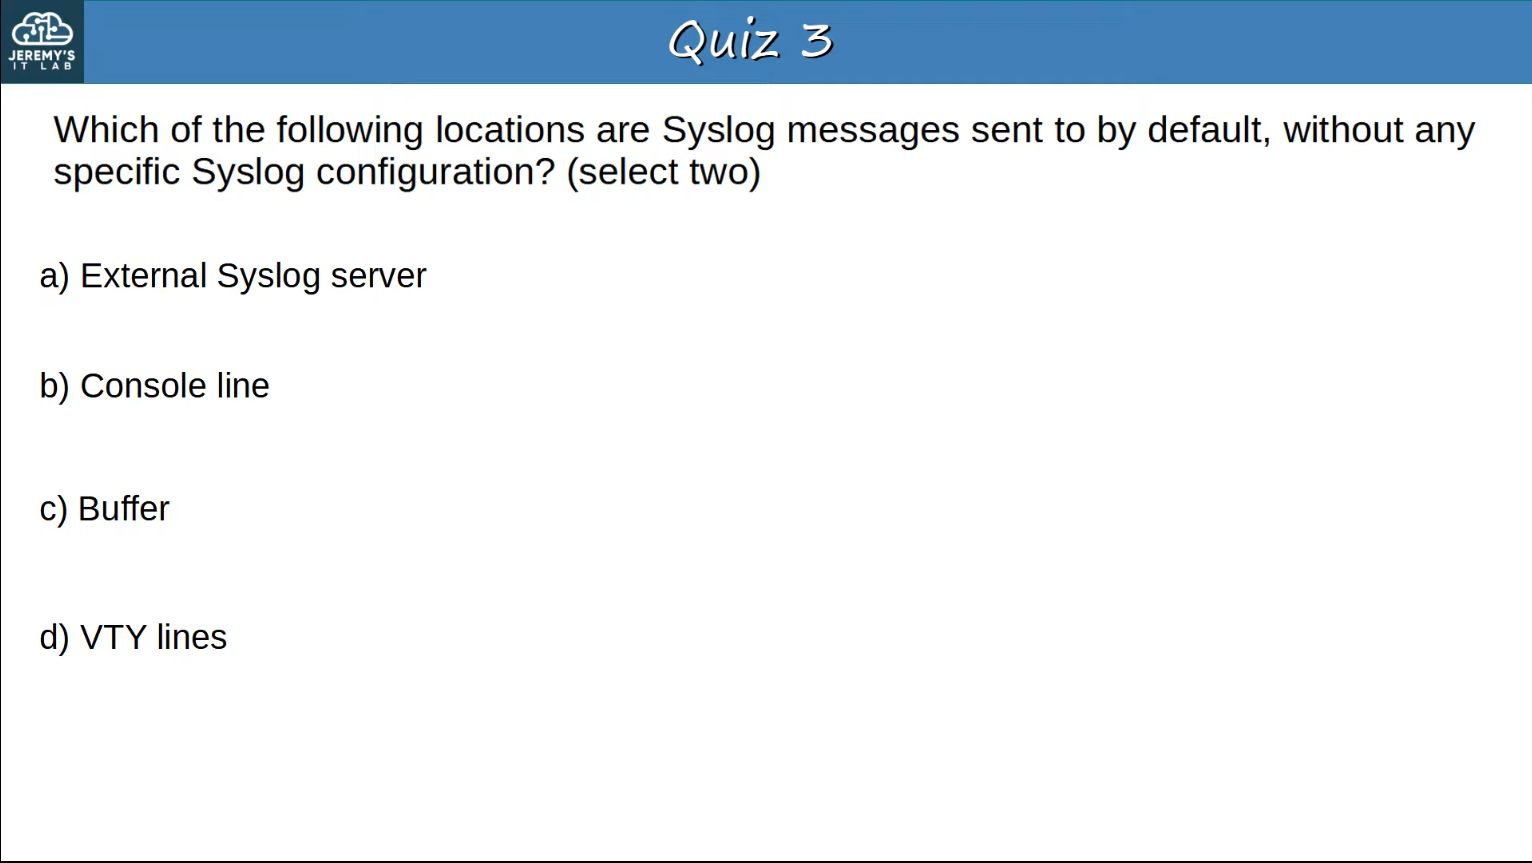 JEREMY'S
IT LAB
Quiz 3
Which of the following locations are Syslog messages sent to by default, without any
specific Syslog configuration? (select two)
a) External Syslog server
b) Console line
c) Buffer
d) VTY lines